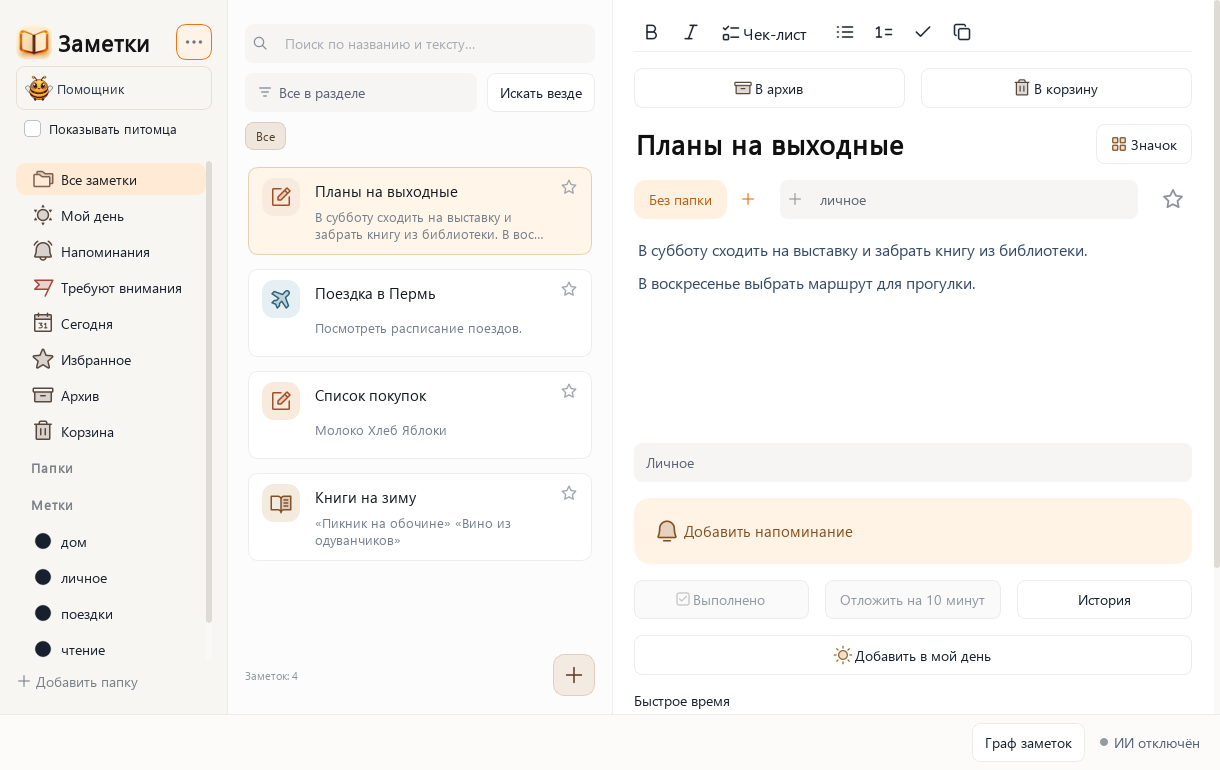 Заметки
Помощник
Показывать питомца
Все заметки
Мой день
Напоминания
Требуют внимания
31
Сегодня
Избранное
Архив
Корзина
Папки
Метки
дом
личное
поездки
чтение
Добавить папку
Поиск по названию и тексту...
Все в разделе
Искать везде
Все
Планы на выходные
В субботу сходить на выставку и
забрать книгу из библиотеки. В вос...
Поездка в Пермь
Посмотреть расписание поездов.
Список покупок
Молоко Хлеб Яблоки
Книги на зиму
«Пикник на обочине» «Вино из
одуванчиков»
Заметок: 4
B I Чек-лист 1=
В архив
В корзину
Планы на выходные
Значок
Без папки
личное
В субботу сходить на выставку и забрать книгу из библиотеки.
В воскресенье выбрать маршрут для прогулки.
Личное
Добавить напоминание
Выполнено
Отложить на 10 минут
История
Добавить в мой день
Быстрое время
Граф заметок
ИИ отключён